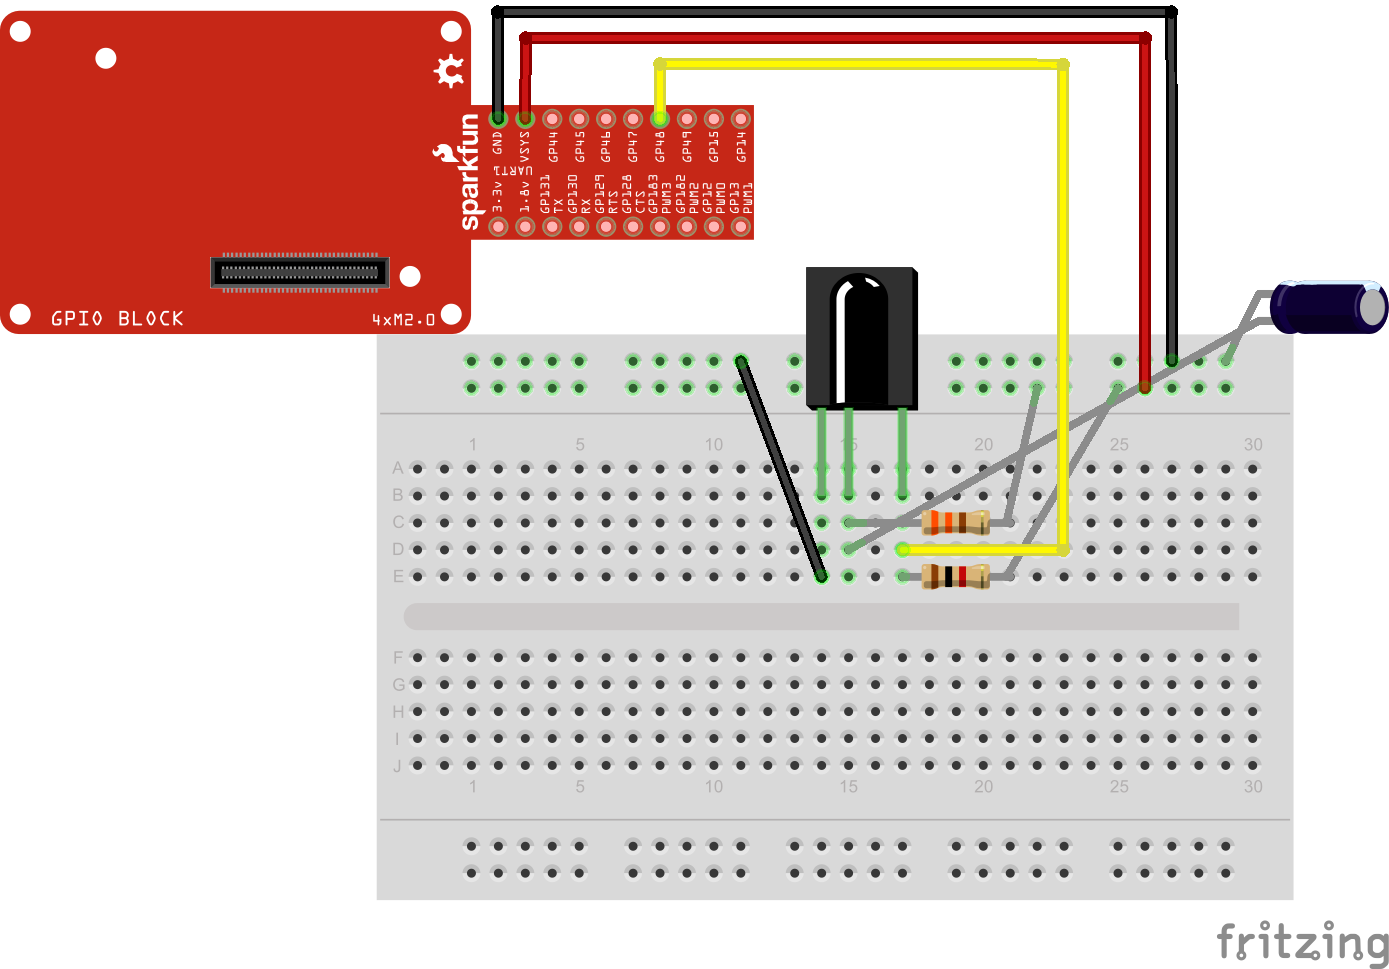 sparkfun
GND VSYS GP44 GP45 GP46 GP47 GP48 GP49 GP15 GP14
UART1
3.3v 1.8v GP131 GP130 GP129 GP128 GP183 GP182 GP12 GP13
TX RX RTS CTS PWM3 PWM2 PWM0 PWM1
GPIO BLOCK
4xM2.0
1 5 10 15 20 25 30
A
B
C
D
E
F
G
H
I
J
1 5 10 15 20 25 30
fritzing